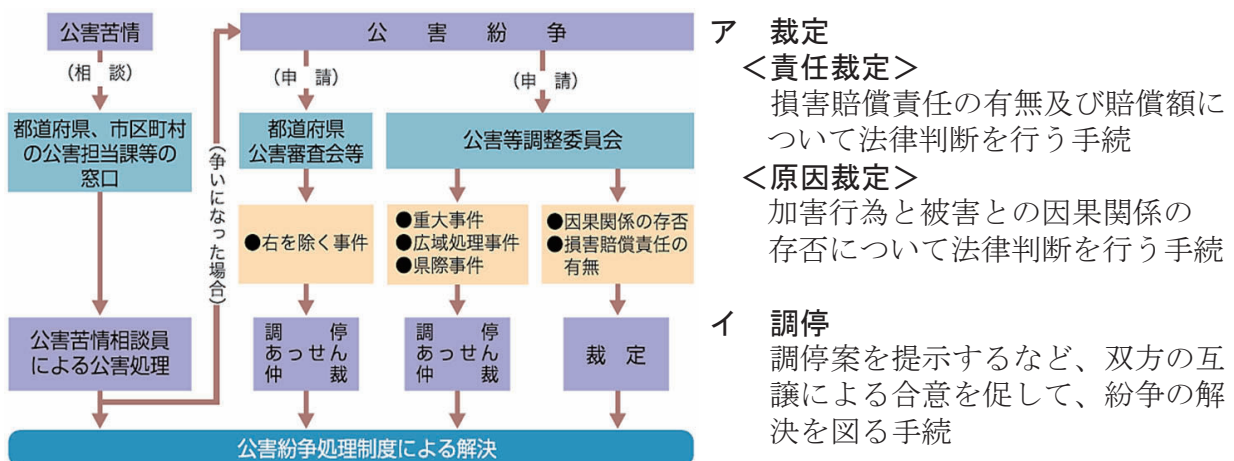 公害苦情
(相 談)
都道府県、市区町村
の公害担当課等の
窓口
公害苦情相談員
による公害処理
(争いになった場合)
公 害 紛 争
(申 請)
都道府県
公害審査会等
●右を除く事件
調 停
あっせん
仲 裁
(申 請)
公害等調整委員会
●重大事件
●広域処理事件
●県際事件
調 停
あっせん
仲 裁
●因果関係の存否
●損害賠償責任の
有無
裁 定
公害紛争処理制度による解決
ア 裁定
＜責任裁定＞
損害賠償責任の有無及び賠償額に
ついて法律判断を行う手続
＜原因裁定＞
加害行為と被害との因果関係の
存否について法律判断を行う手続
イ 調停
調停案を提示するなど、双方の互
譲による合意を促して、紛争の解
決を図る手続